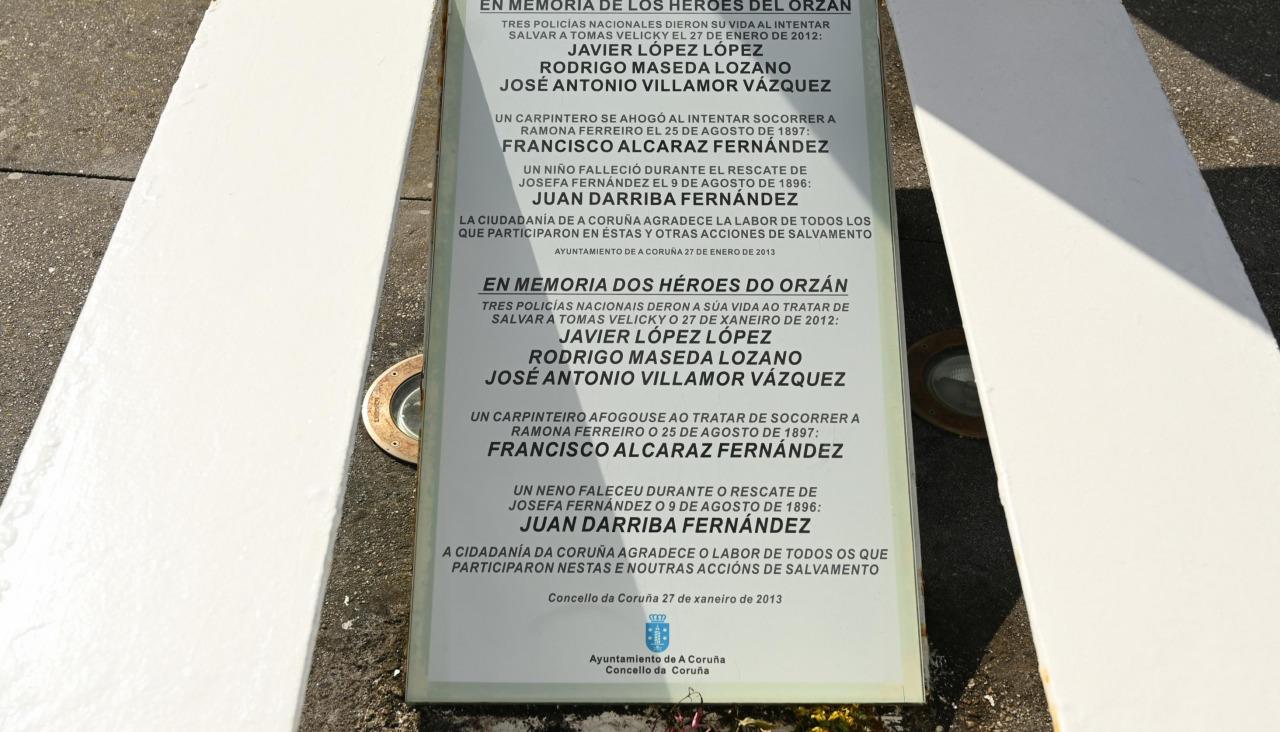 EN MEMORIA DE LOS HÉROES DEL ORZÁN
TRES POLICÍAS NACIONALES DIERON SU VIDA AL INTENTAR
SALVAR A TOMAS VELICKY EL 27 DE ENERO DE 2012:
JAVIER LÓPEZ LÓPEZ
RODRIGO MASEDA LOZANO
JOSÉ ANTONIO VILLAMOR VÁZQUEZ
UN CARPINTERO SE AHOGÓ AL INTENTAR SOCORRER A
RAMONA FERREIRO EL 25 DE AGOSTO DE 1897:
FRANCISCO ALCARAZ FERNÁNDEZ
UN NIÑO FALLECIÓ DURANTE EL RESCATE DE
JOSEFA FERNÁNDEZ EL 9 DE AGOSTO DE 1896:
JUAN DARRIBA FERNÁNDEZ
LA CIUDADANÍA DE A CORUÑA AGRADECE LA LABOR DE TODOS LOS
QUE PARTICIPARON EN ÉSTAS Y OTRAS ACCIONES DE SALVAMENTO
AYUNTAMIENTO DE A CORUÑA 27 DE ENERO DE 2013
EN MEMORIA DOS HÉROES DO ORZÁN
TRES POLICÍAS NACIONAIS DERON A SÚA VIDA AO TRATAR DE
SALVAR A TOMAS VELICKY O 27 DE XANEIRO DE 2012:
JAVIER LÓPEZ LÓPEZ
RODRIGO MASEDA LOZANO
JOSÉ ANTONIO VILLAMOR VÁZQUEZ
UN CARPINTEIRO AFOGOUSE AO TRATAR DE SOCORRER A
RAMONA FERREIRO O 25 DE AGOSTO DE 1897:
FRANCISCO ALCARAZ FERNÁNDEZ
UN NENO FALECEU DURANTE O RESCATE DE
JOSEFA FERNÁNDEZ O 9 DE AGOSTO DE 1896:
JUAN DARRIBA FERNÁNDEZ
A CIDADANÍA DA CORUÑA AGRADECE O LABOR DE TODOS OS QUE
PARTICIPARON NESTAS E NOUTRAS ACCIÓNS DE SALVAMENTO
Concello da Coruña 27 de xaneiro de 2013
Ayuntamiento de A Coruña
Concello da Coruña